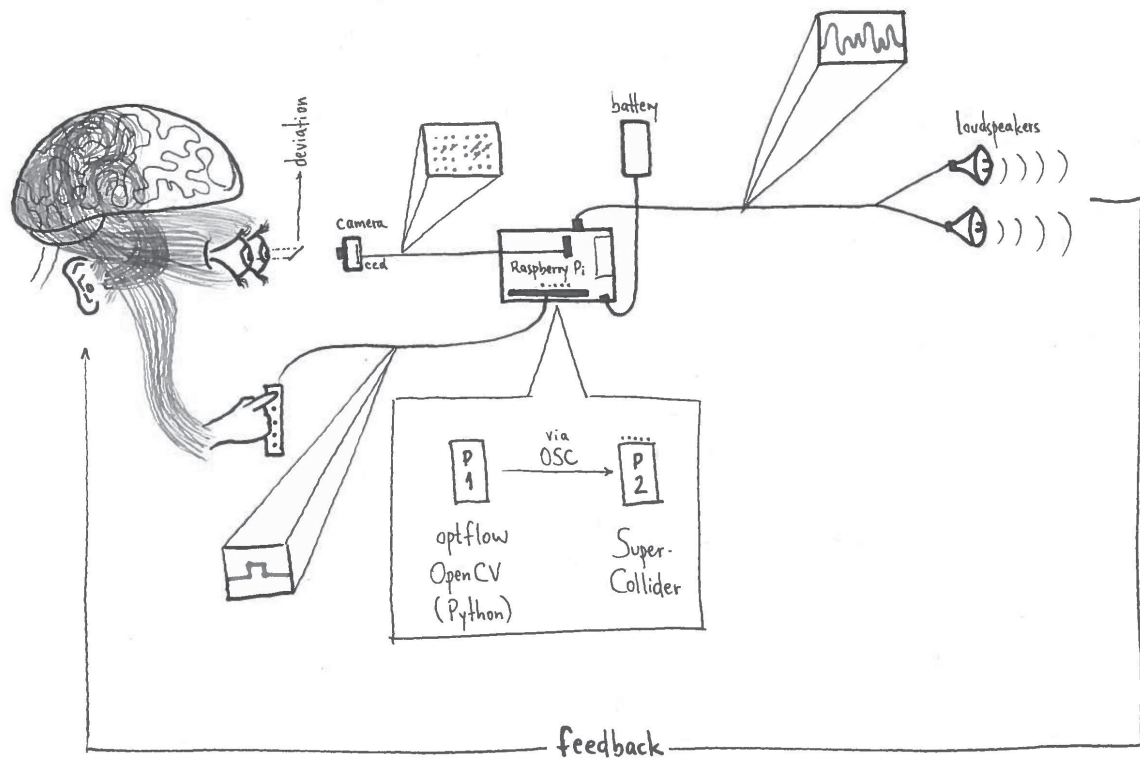 battery
loudspeakers
deviation
camera
ccd
Raspberry Pi
via
OSC
P
1
P
2
optflow
OpenCV
(Python)
Super-
Collider
feedback